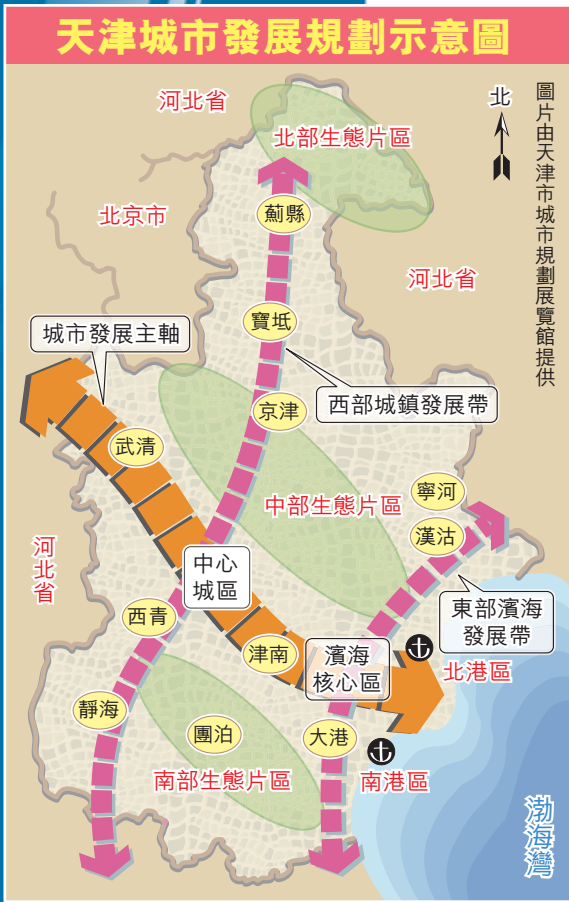 天津城市發展規劃示意圖
圖片由天津市城市規劃展覽館提供
北
河北省
北部生態片區
北京市
薊縣
河北省
寶坻
城市發展主軸
西部城鎮發展帶
京津
武清
寧河
中部生態片區
漢沽
河北省
中心
城區
東部濱海
發展帶
西青
津南
濱海
核心區
北港區
靜海
團泊
大港
南部生態片區
南港區
渤海灣